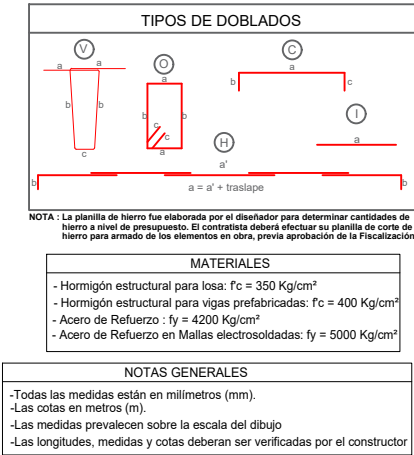 TIPOS DE DOBLADOS
V
O
C
a a
a
a
b b
b b
b c
c
c
c
a
I
a
H
a'
b b
a = a' + traslape
NOTA : La planilla de hierro fue elaborada por el diseñador para determinar cantidades de
hierro a nivel de presupuesto. El contratista deberá efectuar su planilla de corte de
hierro para armado de los elementos en obra, previa aprobación de la Fiscalización
MATERIALES
- Hormigón estructural para losa: f'c = 350 Kg/cm²
- Hormigón estructural para vigas prefabricadas: f'c = 400 Kg/cm²
- Acero de Refuerzo : fy = 4200 Kg/cm²
- Acero de Refuerzo en Mallas electrosoldadas: fy = 5000 Kg/cm²
NOTAS GENERALES
-Todas las medidas están en milímetros (mm).
-Las cotas en metros (m).
-Las medidas prevalecen sobre la escala del dibujo
-Las longitudes, medidas y cotas deberan ser verificadas por el constructor